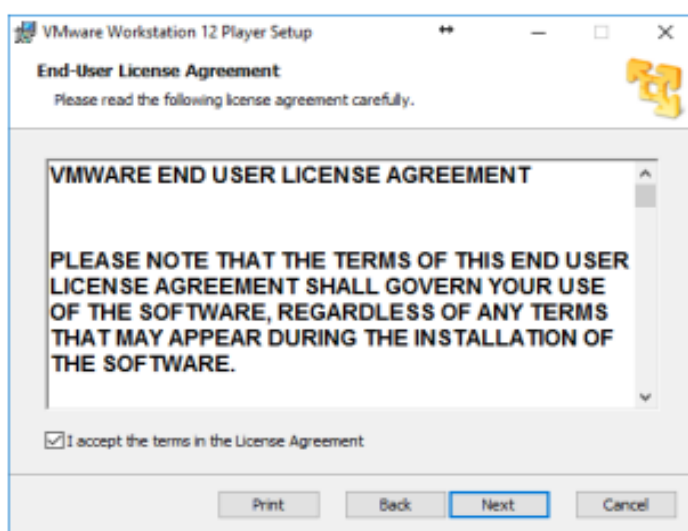 VMware Workstation 12 Player Setup
End-User License Agreement
Please read the following license agreement carefully.
VMWARE END USER LICENSE AGREEMENT
PLEASE NOTE THAT THE TERMS OF THIS END USER
LICENSE AGREEMENT SHALL GOVERN YOUR USE
OF THE SOFTWARE, REGARDLESS OF ANY TERMS
THAT MAY APPEAR DURING THE INSTALLATION OF
THE SOFTWARE.
I accept the terms in the License Agreement
Print Back Next Cancel